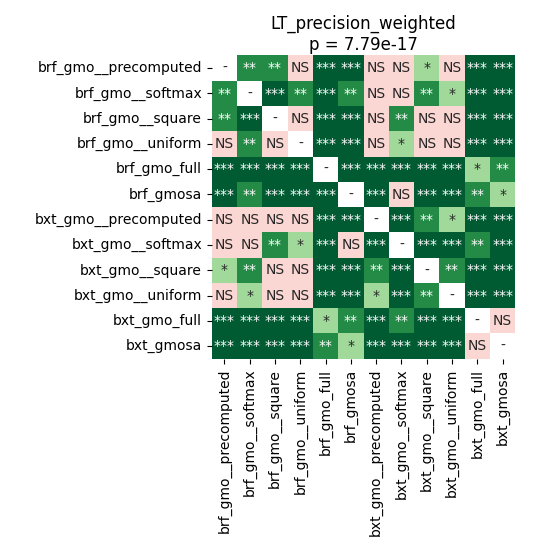 LT_precision_weighted
p = 7.79e-17
brf_gmo__precomputed - ** ** NS *** *** NS NS * NS *** ***
brf_gmo__softmax ** - *** ** *** ** NS NS ** * *** ***
brf_gmo__square ** *** - NS *** *** NS ** NS NS *** ***
brf_gmo__uniform NS ** NS - *** *** NS * NS NS *** ***
brf_gmo_full *** *** *** *** - *** *** *** *** *** * **
brf_gmosa *** ** *** *** *** - *** NS *** *** ** *
bxt_gmo__precomputed NS NS NS NS *** *** - *** ** * *** ***
bxt_gmo__softmax NS NS ** * *** NS *** - *** *** ** ***
bxt_gmo__square * ** NS NS *** *** ** *** - ** *** ***
bxt_gmo__uniform NS * NS NS *** *** * *** ** - *** ***
bxt_gmo_full *** *** *** *** * ** *** ** *** *** - NS
bxt_gmosa *** *** *** *** ** * *** *** *** *** NS -
brf_gmo__precomputed
brf_gmo__softmax
brf_gmo__square
brf_gmo__uniform
brf_gmo_full
brf_gmosa
bxt_gmo__precomputed
bxt_gmo__softmax
bxt_gmo__square
bxt_gmo__uniform
bxt_gmo_full
bxt_gmosa